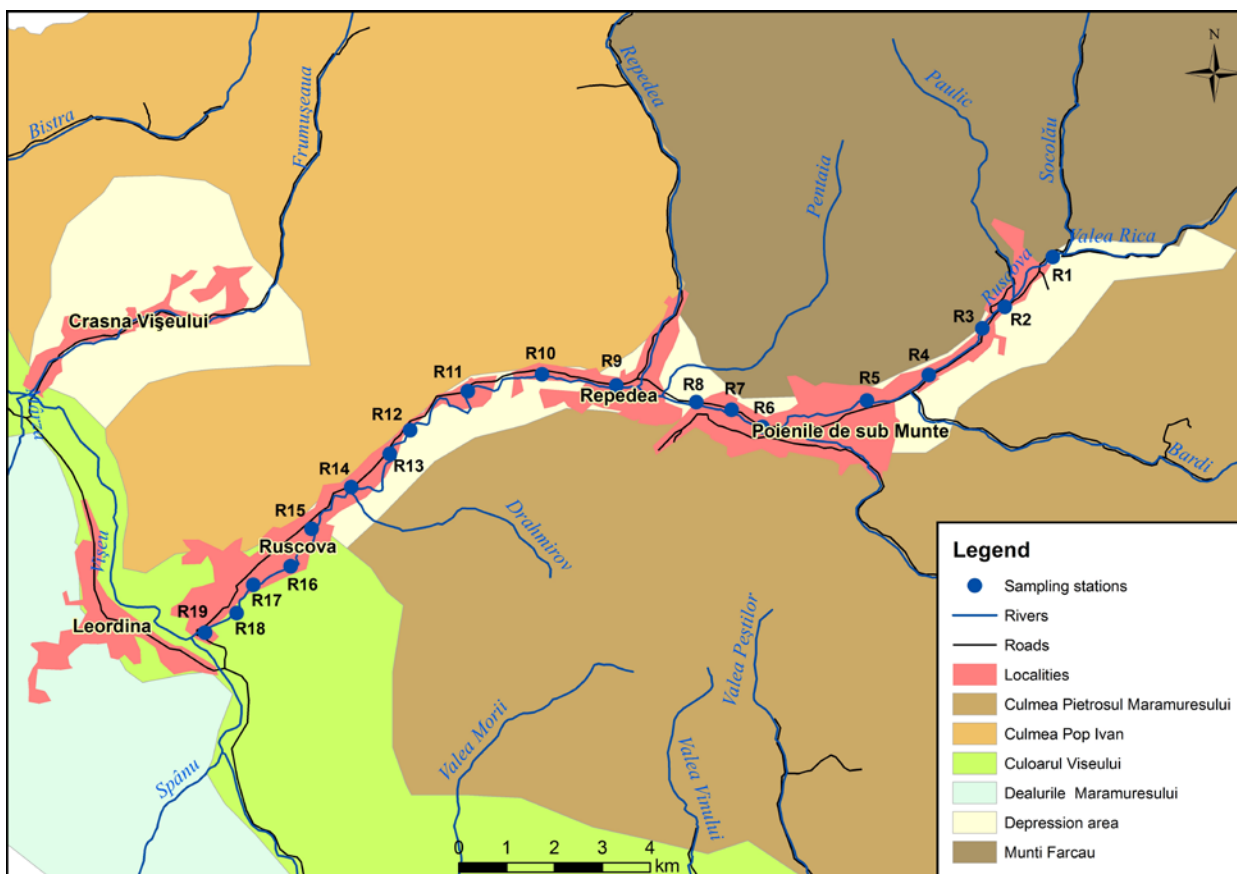 N
Repedea
Paulic
Socolău
Bistra
Frumuşeaua
Pentaia
Valea Rica
R1
Ruscova
R2
R3
Crasna Vişeului
R4
R11
R10
R9
R5
Repedea
R8
R7
R6
R12
Poienile de sub Munte
R13
Bardi
R14
Drahmirov
R15
Vişeu
Ruscova
R16
R17
R19
R18
Leordina
Valea Peştilor
Valea Morii
Valea Vinului
Spânu
0 1 2 3 4
km
Legend
Sampling stations
Rivers
Roads
Localities
Culmea Pietrosul Maramuresului
Culmea Pop Ivan
Culoarul Viseului
Dealurile Maramuresului
Depression area
Munti Farcau